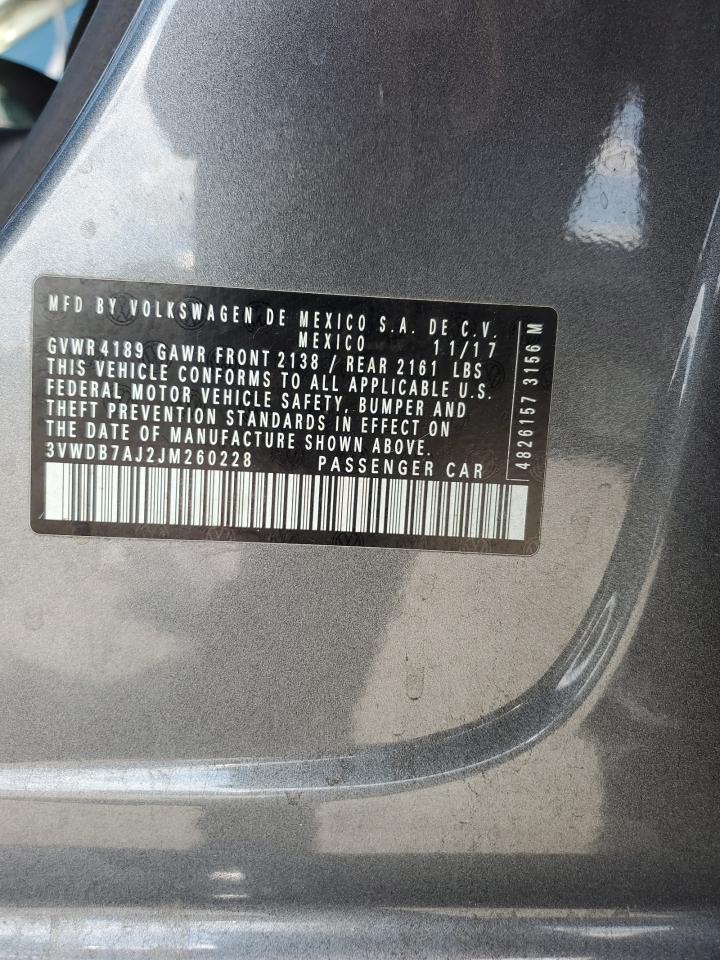 MFD BY VOLKSWAGEN DE MEXICO S.A. DE C.V.
MEXICO 11/17
GVWR 4189 GAWR FRONT 2138 / REAR 2161 LBS
THIS VEHICLE CONFORMS TO ALL APPLICABLE U.S.
FEDERAL MOTOR VEHICLE SAFETY, BUMPER AND
THEFT PREVENTION STANDARDS IN EFFECT ON
THE DATE OF MANUFACTURE SHOWN ABOVE.
3VWDB7AJ2JM260228 PASSENGER CAR
4826157 3156 M